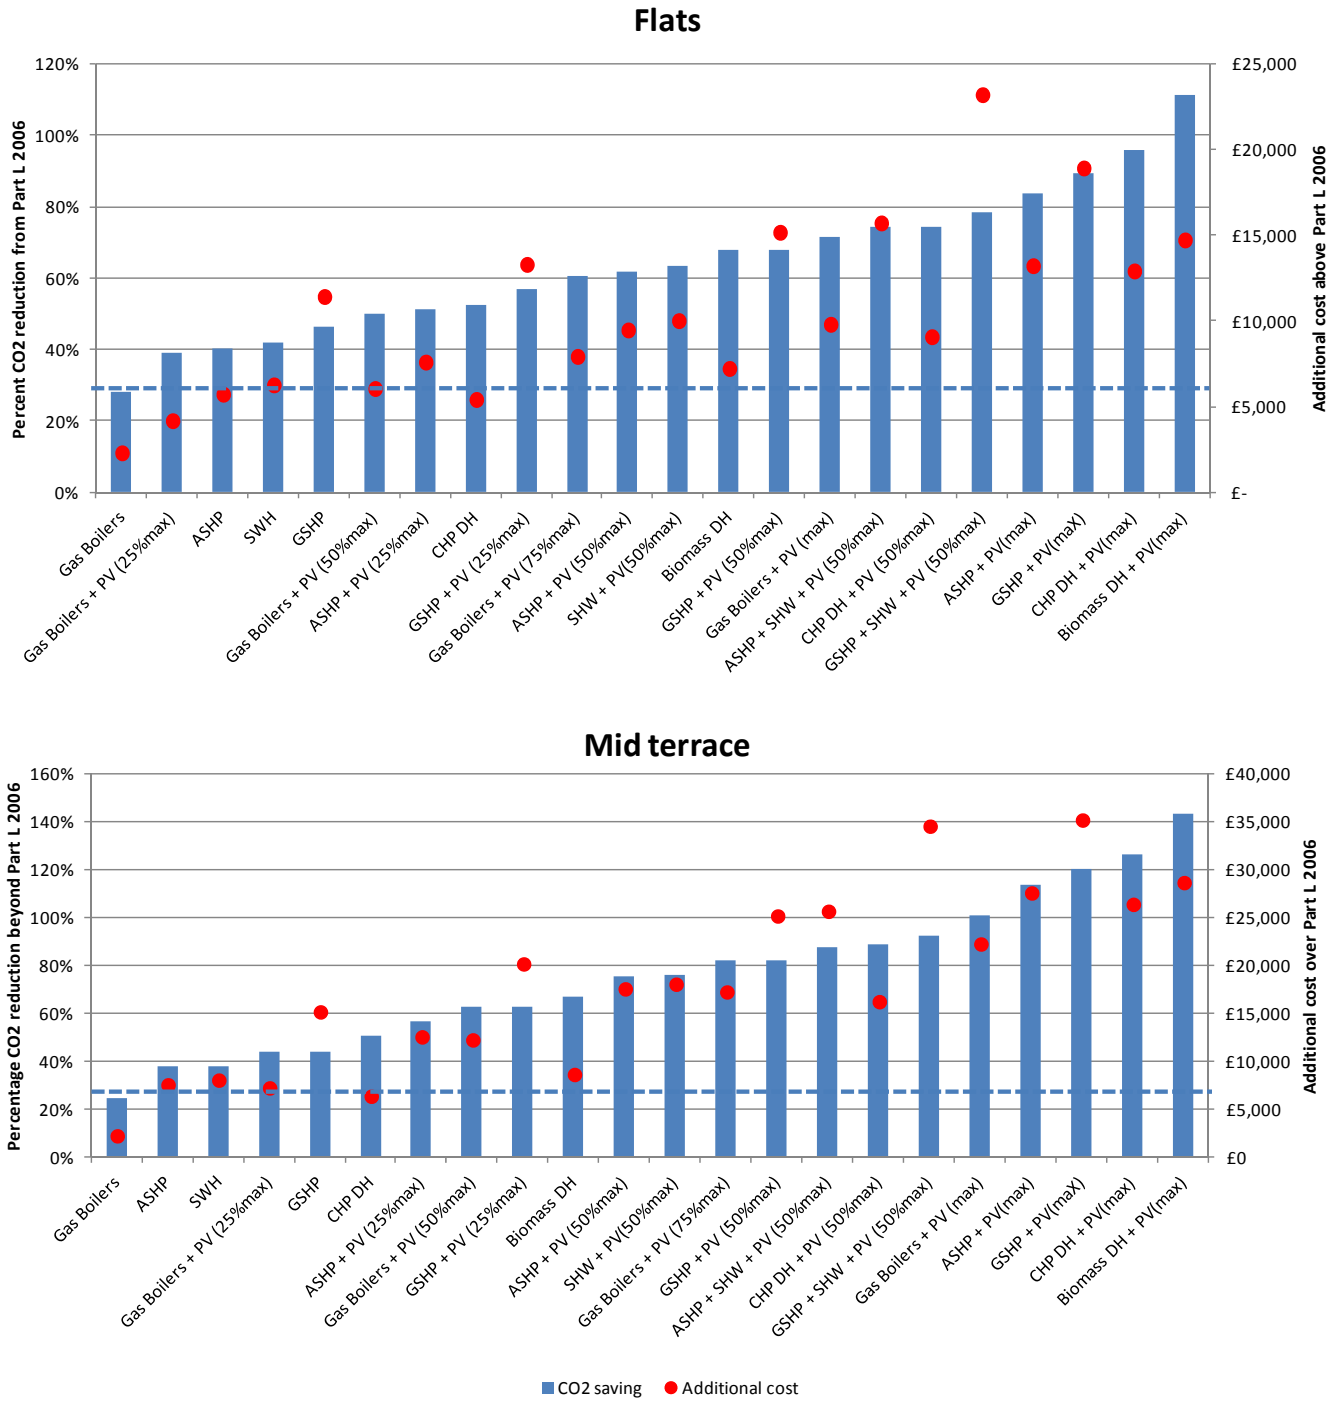 Flats
Percent CO2 reduction from Part L 2006
120%
100%
80%
60%
40%
20%
0%
£25,000
£20,000
£15,000
£10,000
£5,000
£-
Additional cost above Part L 2006
Gas Boilers
Gas Boilers + PV (25%max)
ASHP
SWH
GSHP
Gas Boilers + PV (50%max)
ASHP + PV (25%max)
CHP DH
GSHP + PV (25%max)
Gas Boilers + PV (75%max)
ASHP + PV (50%max)
SHW + PV(50%max)
Biomass DH
GSHP + PV (50%max)
Gas Boilers + PV (max)
ASHP + SHW + PV (50%max)
CHP DH + PV (50%max)
GSHP + SHW + PV (50%max)
ASHP + PV(max)
GSHP + PV(maX)
CHP DH + PV(max)
Biomass DH + PV(max)
Mid terrace
Percentage CO2 reduction beyond Part L 2006
160%
140%
120%
100%
80%
60%
40%
20%
0%
£40,000
£35,000
£30,000
£25,000
£20,000
£15,000
£10,000
£5,000
£0
Additional cost over Part L 2006
Gas Boilers
ASHP
SWH
Gas Boilers + PV (25%max)
GSHP
CHP DH
ASHP + PV (25%max)
Gas Boilers + PV (50%max)
GSHP + PV (25%max)
Biomass DH
ASHP + PV (50%max)
SHW + PV(50%max)
Gas Boilers + PV (75%max)
GSHP + PV (50%max)
ASHP + SHW + PV (50%max)
CHP DH + PV (50%max)
GSHP + SHW + PV (50%max)
Gas Boilers + PV (max)
ASHP + PV(max)
GSHP + PV(maX)
CHP DH + PV(max)
Biomass DH + PV(max)
CO2 saving
Additional cost